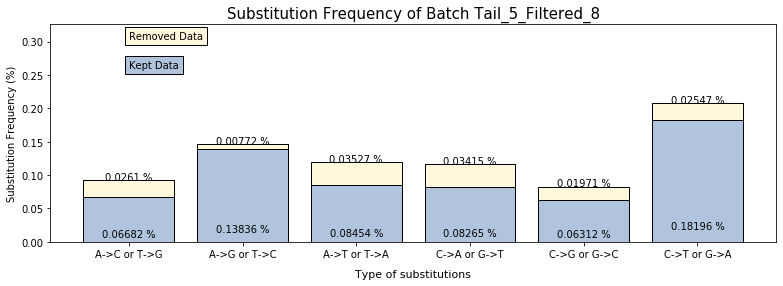 Substitution Frequency of Batch Tail_5_Filtered_8
Removed Data
Kept Data
Substitution Frequency (%)
0.30
0.25
0.20
0.15
0.10
0.05
0.00
0.0261 %
0.00772 %
0.03527 %
0.03415 %
0.01971 %
0.02547 %
0.06682 %
0.13836 %
0.08454 %
0.08265 %
0.06312 %
0.18196 %
A->C or T->G
A->G or T->C
A->T or T->A
C->A or G->T
C->G or G->C
C->T or G->A
Type of substitutions